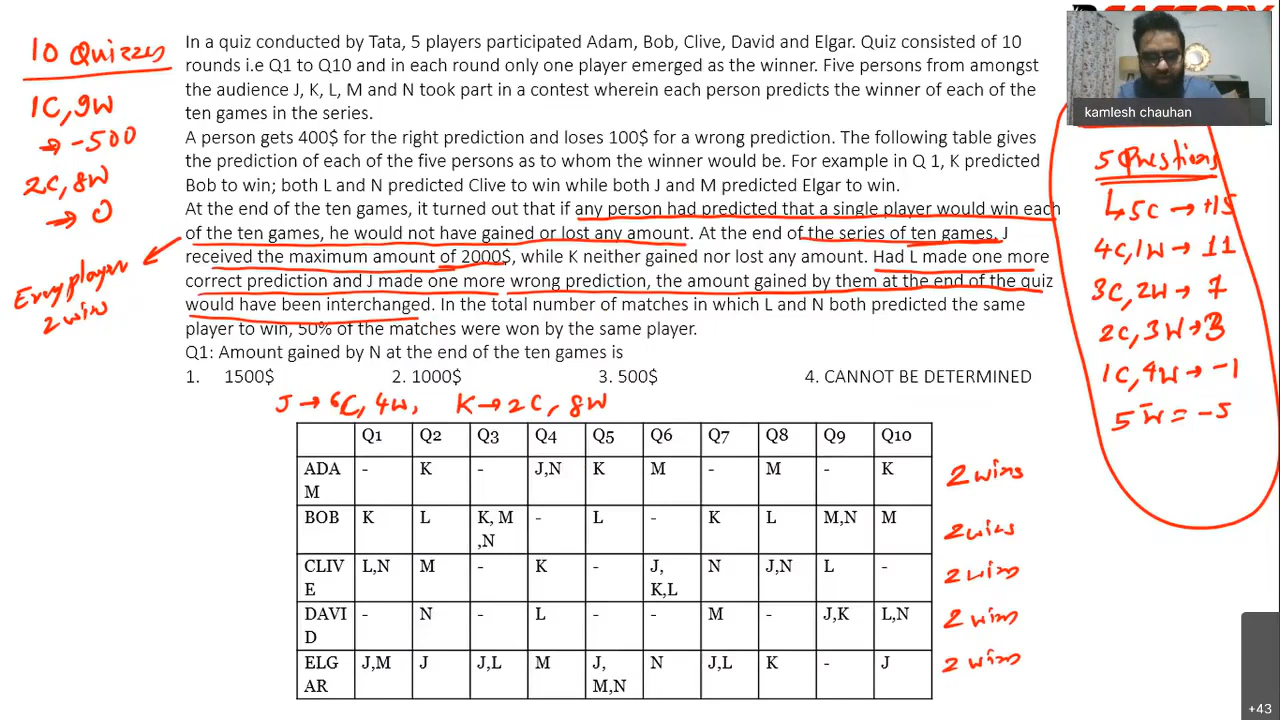 10 Quizzes
1C, 9W
→ -500
2C, 8W
→ 0
Every player
2 wins
In a quiz conducted by Tata, 5 players participated Adam, Bob, Clive, David and Elgar. Quiz consisted of 10
rounds i.e Q1 to Q10 and in each round only one player emerged as the winner. Five persons from amongst
the audience J, K, L, M and N took part in a contest wherein each person predicts the winner of each of the
ten games in the series.
A person gets 400$ for the right prediction and loses 100$ for a wrong prediction. The following table gives
the prediction of each of the five persons as to whom the winner would be. For example in Q 1, K predicted
Bob to win; both L and N predicted Clive to win while both J and M predicted Elgar to win.
At the end of the ten games, it turned out that if any person had predicted that a single player would win each
of the ten games, he would not have gained or lost any amount. At the end of the series of ten games, J
received the maximum amount of 2000$, while K neither gained nor lost any amount. Had L made one more
correct prediction and J made one more wrong prediction, the amount gained by them at the end of the quiz
would have been interchanged. In the total number of matches in which L and N both predicted the same
player to win, 50% of the matches were won by the same player.
Q1: Amount gained by N at the end of the ten games is
1. 1500$ 2. 1000$ 3. 500$ 4. CANNOT BE DETERMINED
J → 6C, 4W, K → 2C, 8W
Q1 Q2 Q3 Q4 Q5 Q6 Q7 Q8 Q9 Q10
ADA - K - J,N K M - M - K 2 wins
M
BOB K L K, M - L - K L M,N M 2 wins
,N
CLIV L,N M - K - J, N J,N L - 2 wins
E K,L
DAVI - N - L - - M - J,K L,N 2 wins
D
ELG J,M J J,L M J, N J,L K - J 2 wins
AR M,N
kamlesh chauhan
5 Questions
↳ 5C → +15
4C, 1W → 11
3C, 2W → 7
2C, 3W → 3
1C, 4W → -1
5W = -5
+43